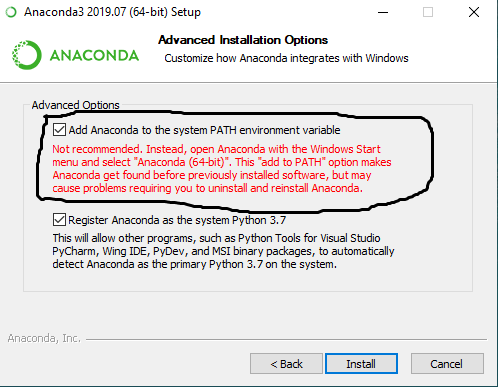 Anaconda3 2019.07 (64-bit) Setup
ANACONDA
Advanced Installation Options
Customize how Anaconda integrates with Windows
Advanced Options
Add Anaconda to the system PATH environment variable
Not recommended. Instead, open Anaconda with the Windows Start
menu and select "Anaconda (64-bit)". This "add to PATH" option makes
Anaconda get found before previously installed software, but may
cause problems requiring you to uninstall and reinstall Anaconda.
Register Anaconda as the system Python 3.7
This will allow other programs, such as Python Tools for Visual Studio
PyCharm, Wing IDE, PyDev, and MSI binary packages, to automatically
detect Anaconda as the primary Python 3.7 on the system.
Anaconda, Inc.
< Back
Install
Cancel